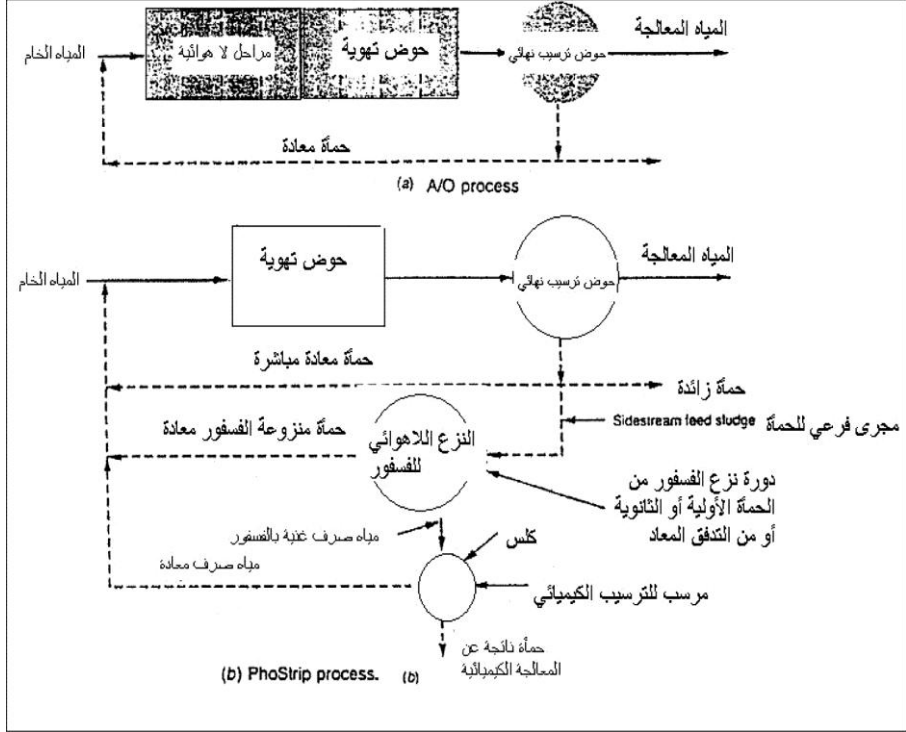 المياه المعالجة
المياه الخام
مراحل لا هوائية
حوض تهوية
حوض ترسيب نهائي
حمأة معادة
(a) A/O process
المياه المعالجة
حوض تهوية
المياه الخام
حوض ترسيب نهائي
حمأة معادة مباشرة
حمأة زائدة
مجرى فرعي للحمأة Sidestream feed sludge
حمأة منزوعة الفسفور معادة
النزع اللاهوائي
للفسفور
دورة نزع الفسفور من
الحمأة الأولية أو الثانوية
أو من التدفق المعاد
مياه صرف غنية بالفسفور
كلس
مياه صرف معادة
مرسب للترسيب الكيميائي
حمأة ناتجة عن
المعالجة الكيميائية
(b) PhoStrip process. (b)